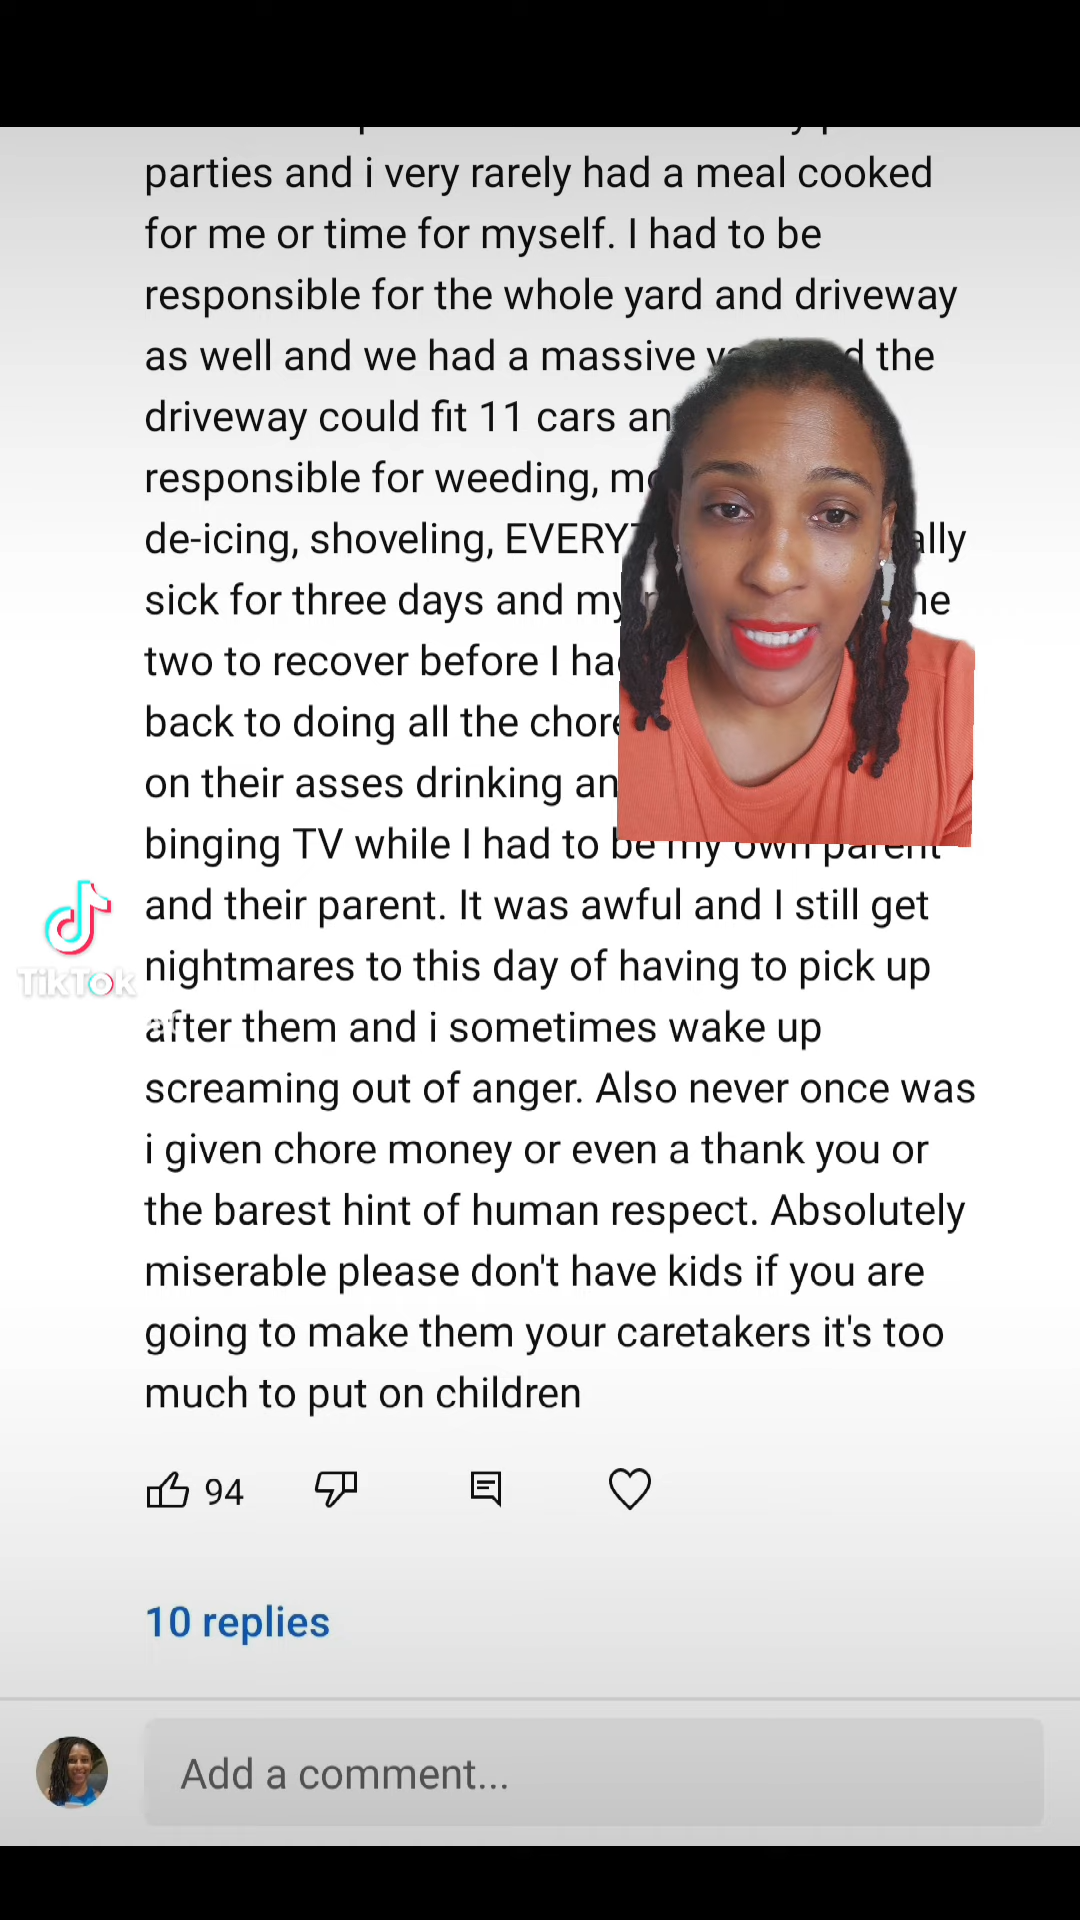 parties and i very rarely had a meal cooked
for me or time for myself. I had to be
responsible for the whole yard and driveway
as well and we had a massive the
driveway could fit 11 cars
responsible for weeding,
de-icing, shoveling,
sick for three days and
two to recover before I
back to doing all the
on their asses drinking
binging TV while I had to be my own parent
and their parent. It was awful and I still get
nightmares to this day of having to pick up
after them and i sometimes wake up
screaming out of anger. Also never once was
i given chore money or even a thank you or
the barest hint of human respect. Absolutely
miserable please don't have kids if you are
going to make them your caretakers it's too
much to put on children
94
10 replies
Add a comment...
TikTok